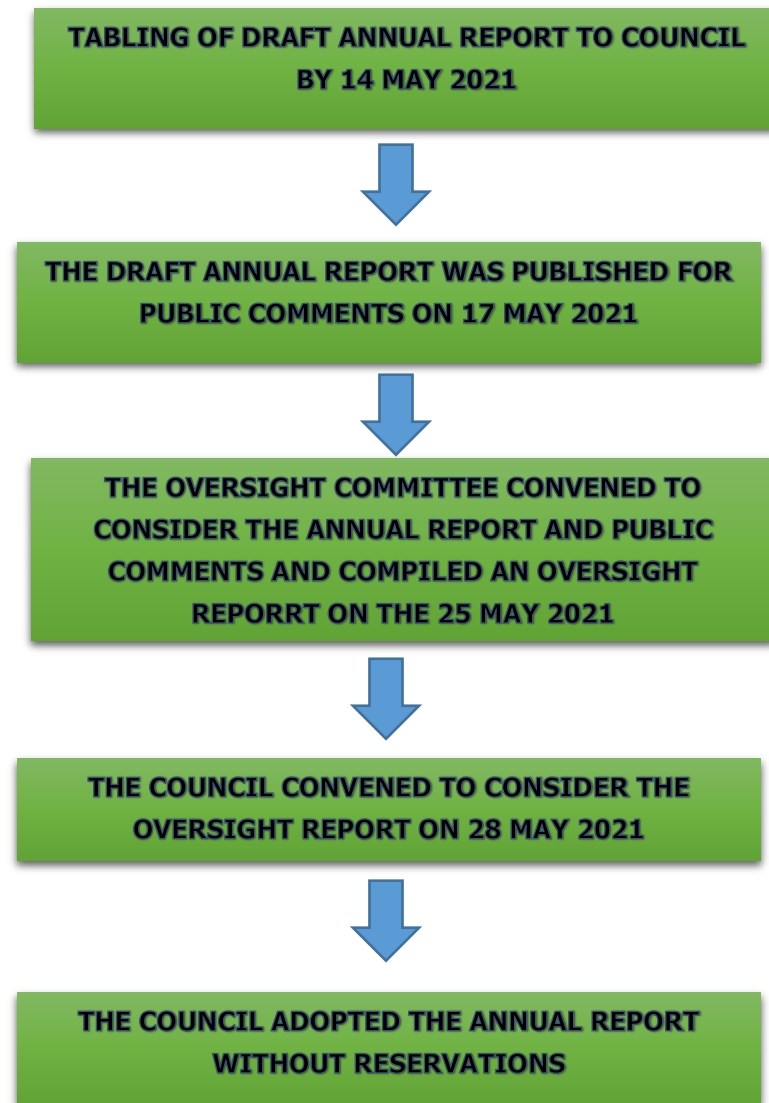 TABLING OF DRAFT ANNUAL REPORT TO COUNCIL
BY 14 MAY 2021
THE DRAFT ANNUAL REPORT WAS PUBLISHED FOR
PUBLIC COMMENTS ON 17 MAY 2021
THE OVERSIGHT COMMITTEE CONVENED TO
CONSIDER THE ANNUAL REPORT AND PUBLIC
COMMENTS AND COMPILED AN OVERSIGHT
REPORRT ON THE 25 MAY 2021
THE COUNCIL CONVENED TO CONSIDER THE
OVERSIGHT REPORT ON 28 MAY 2021
THE COUNCIL ADOPTED THE ANNUAL REPORT
WITHOUT RESERVATIONS